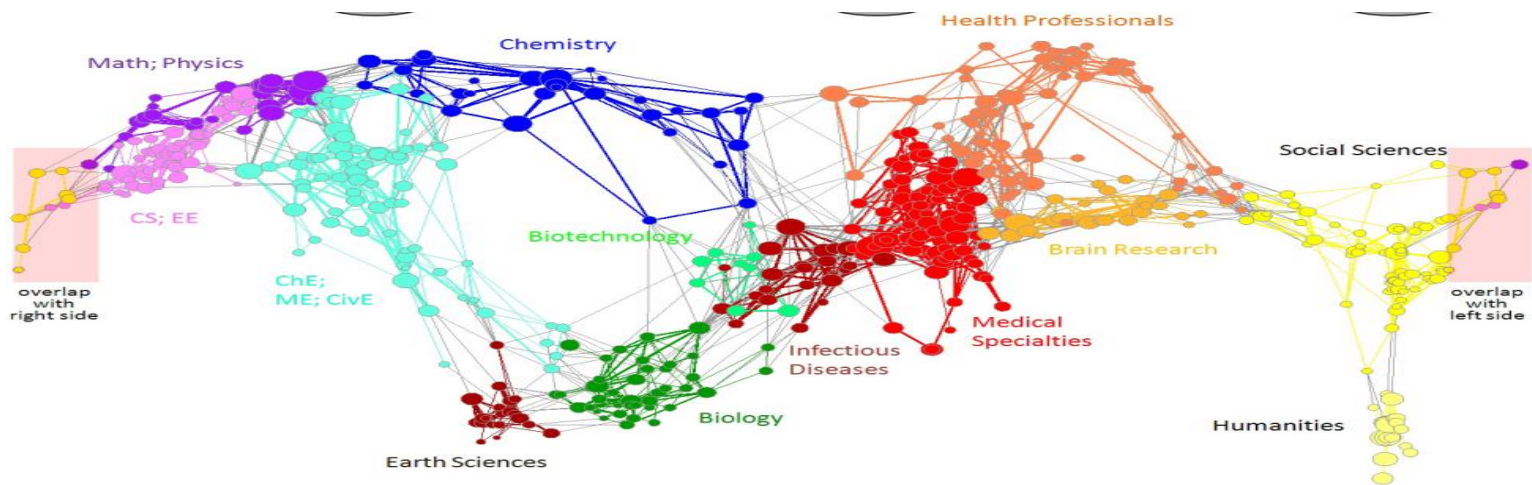 Health Professionals
Chemistry
Math; Physics
Social Sciences
CS; EE
Biotechnology
Brain Research
ChE;
ME; CivE
overlap
with
right side
overlap
with
left side
Medical
Specialties
Infectious
Diseases
Biology
Humanities
Earth Sciences